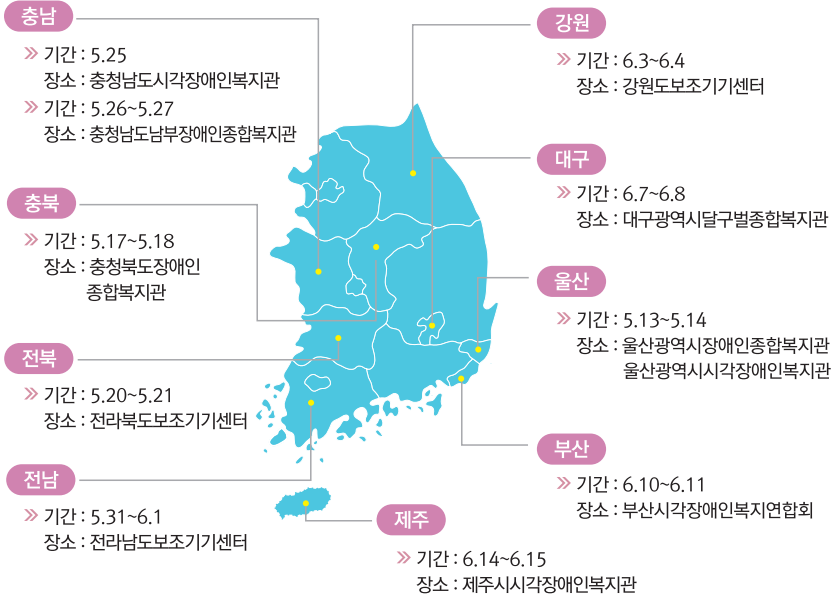 충남
기간 : 5.25
장소 : 충청남도시각장애인복지관
기간 : 5.26~5.27
장소 : 충청남도남부장애인종합복지관
충북
기간 : 5.17~5.18
장소 : 충청북도장애인
종합복지관
전북
기간 : 5.20~5.21
장소 : 전라북도보조기기센터
전남
기간 : 5.31~6.1
장소 : 전라남도보조기기센터
강원
기간 : 6.3~6.4
장소 : 강원도보조기기센터
대구
기간 : 6.7~6.8
장소 : 대구광역시달구벌종합복지관
울산
기간 : 5.13~5.14
장소 : 울산광역시장애인종합복지관
울산광역시시각장애인복지관
부산
기간 : 6.10~6.11
장소 : 부산시각장애인복지연합회
제주
기간 : 6.14~6.15
장소 : 제주시시각장애인복지관